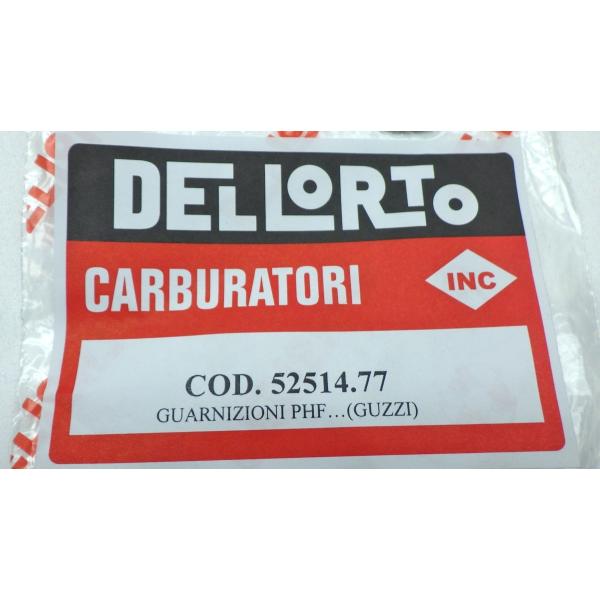 DELLORTO
CARBURATORI
INC
COD. 52514.77
GUARNIZIONI PHF...(GUZZI)